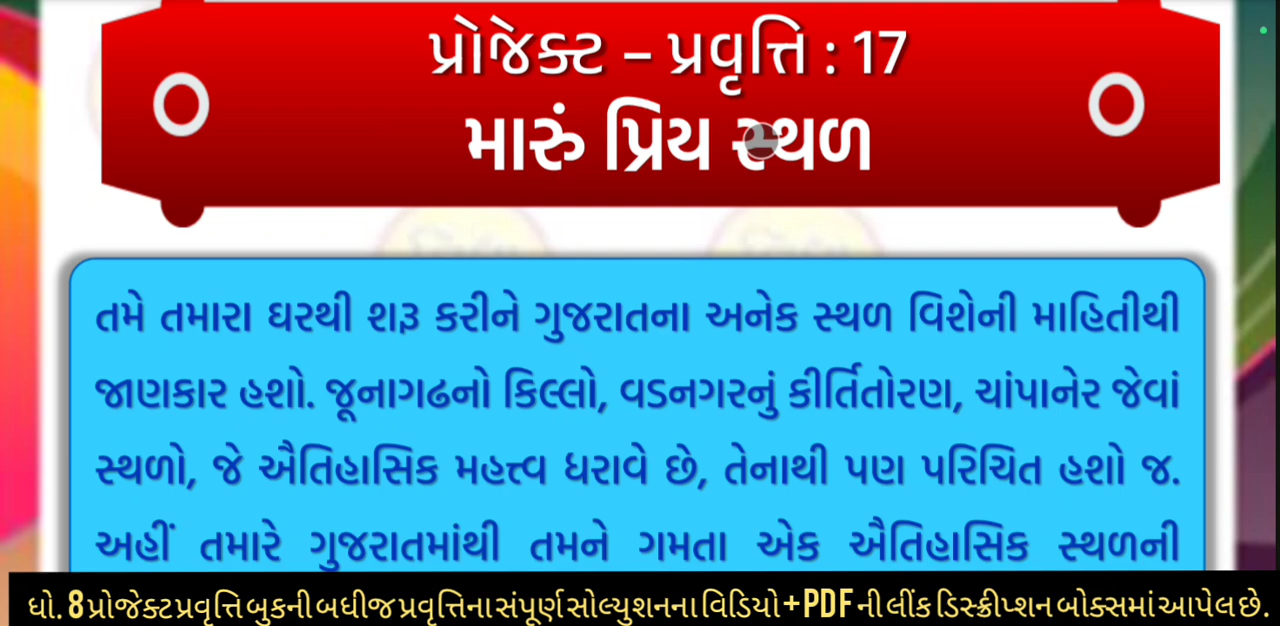 પ્રોજેક્ટ – પ્રવૃત્તિ : 17
મારું પ્રિય સ્થળ
તમે તમારા ઘરથી શરૂ કરીને ગુજરાતના અનેક સ્થળ વિશેની માહિતીથી
જાણકાર હશો. જૂનાગઢનો કિલ્લો, વડનગરનું કીર્તિતોરણ, ચાંપાનેર જેવાં
સ્થળો, જે ઐતિહાસિક મહત્ત્વ ધરાવે છે, તેનાથી પણ પરિચિત હશો જ.
અહીં તમારે ગુજરાતમાંથી તમને ગમતા એક ઐતિહાસિક સ્થળની
ધો. 8 પ્રોજેક્ટ પ્રવૃત્તિ બુકની બધી જ પ્રવૃત્તિના સંપૂર્ણ સોલ્યુશનના વિડિયો + PDF ની લીંક ડિસ્ક્રીપ્શન બોક્સમાં આપેલ છે.